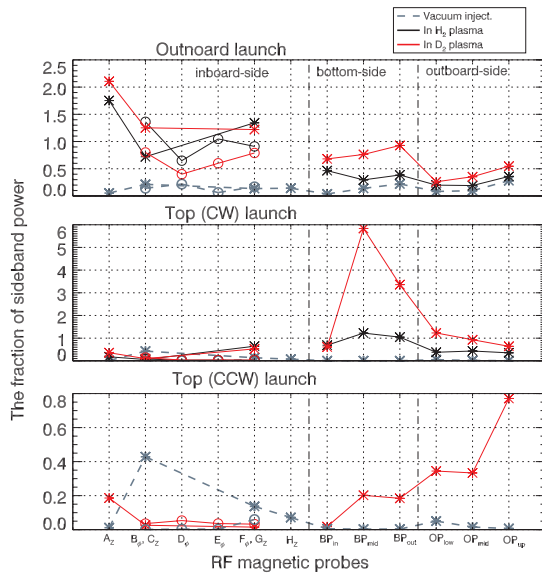 Vacuum inject.
In H2 plasma
In D2 plasma
Outnoard launch
inboard-side
bottom-side
outboard-side
2.5
2.0
1.5
1.0
0.5
0.0
Top (CW) launch
6
5
4
3
2
1
0
The fraction of sideband power
Top (CCW) launch
0.8
0.6
0.4
0.2
0.0
AZ Bφ, CZ Dφ Eφ Fφ, GZ HZ BPin BPmid BPout OPlow OPmid OPup
RF magnetic probes